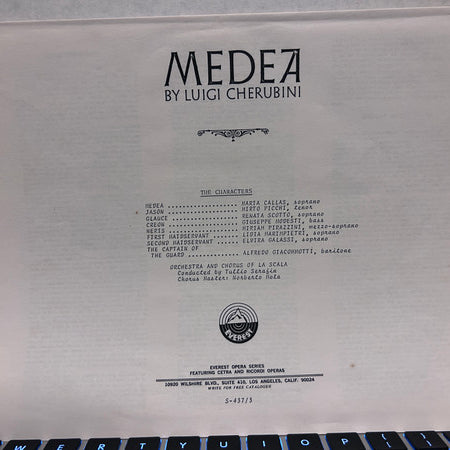 MEDEA
BY LUIGI CHERUBINI
THE CHARACTERS
MEDEA .................. MARIA CALLAS, soprano
JASON .................. MIRTO PICCHI, tenor
GLAUCE .................. RENATA SCOTTO, soprano
CREON .................. GIUSEPPE MODESTI, bass
NERIS .................. MIRIAM PIRAZZINI, mezzo-soprano
FIRST MAIDSERVANT ...... LIDIA MARIMPIETRI, soprano
SECOND MAIDSERVANT ..... ELVIRA GALASSI, soprano
THE CAPTAIN OF
THE GUARD .............. ALFREDO GIACOMMOTTI, baritone
ORCHESTRA AND CHORUS OF LA SCALA
Conducted by Tullio Serafin
Chorus Master: Norberto Mola
EVEREST
EVEREST OPERA SERIES
FEATURING CETRA AND RICORDI OPERAS
10920 WILSHIRE BLVD., SUITE 410, LOS ANGELES, CALIF. 90024
WRITE FOR FREE CATALOGUE
S-437/3
W E R T Y U I O P { [ } ]